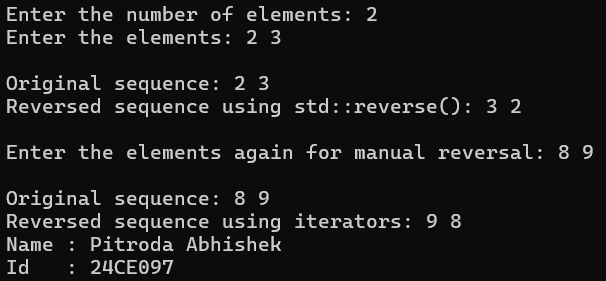 Enter the number of elements: 2
Enter the elements: 2 3
Original sequence: 2 3
Reversed sequence using std::reverse(): 3 2
Enter the elements again for manual reversal: 8 9
Original sequence: 8 9
Reversed sequence using iterators: 9 8
Name : Pitroda Abhishek
Id   : 24CE097